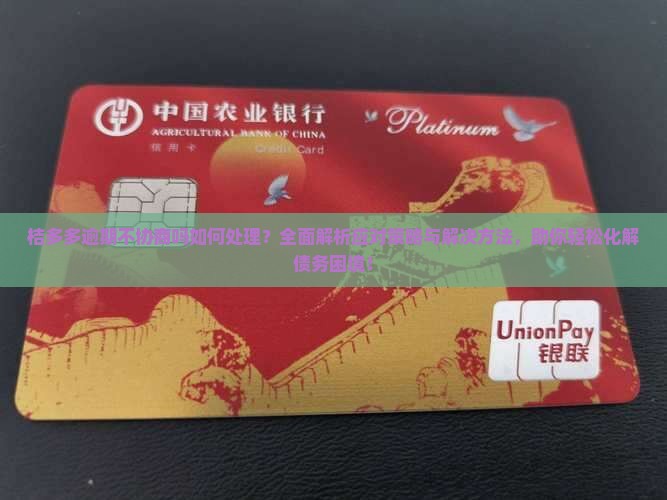 中国农业银行
Platinum
AGRICULTURAL BANK OF CHINA
信用卡
Credit Card
桔多多逾期不协商吗如何处理？全面解析应对策略与解决方法，助你轻松化解
债务困扰！
UnionPay
银联